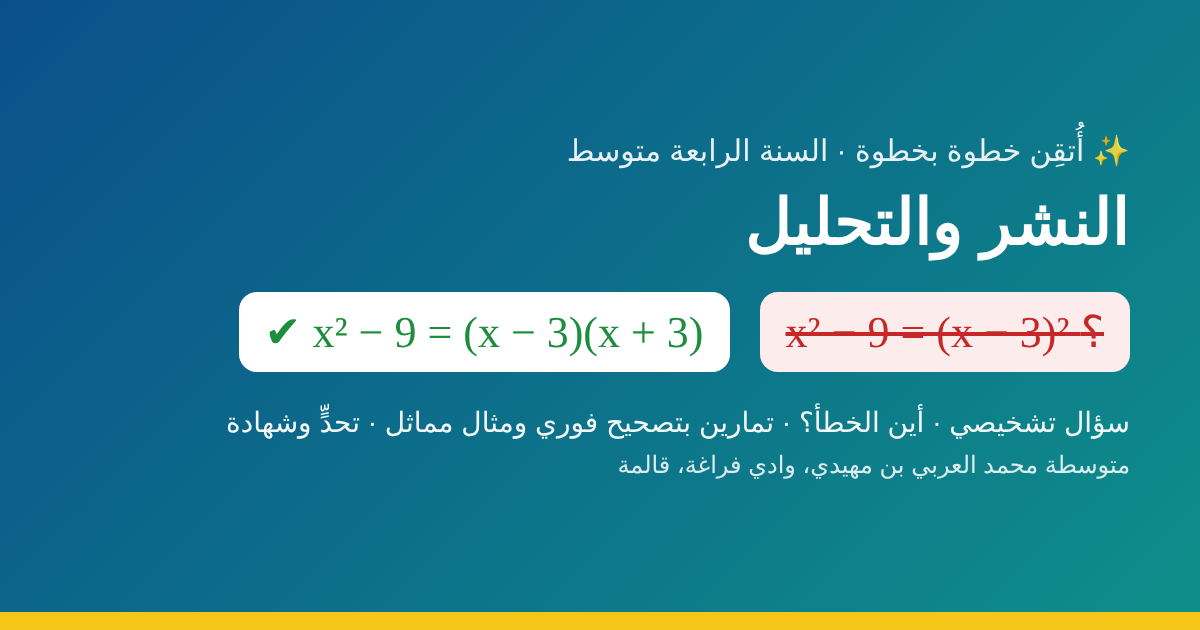 ✨ أُتقِن خطوة بخطوة · السنة الرابعة متوسط
النشر والتحليل
x² − 9 = (x − 3)² ؟
✔ x² − 9 = (x − 3)(x + 3)
سؤال تشخيصي · أين الخطأ؟ · تمارين بتصحيح فوري ومثال مماثل · تحدٍّ وشهادة
متوسطة محمد العربي بن مهيدي، وادي فراغة، قالمة